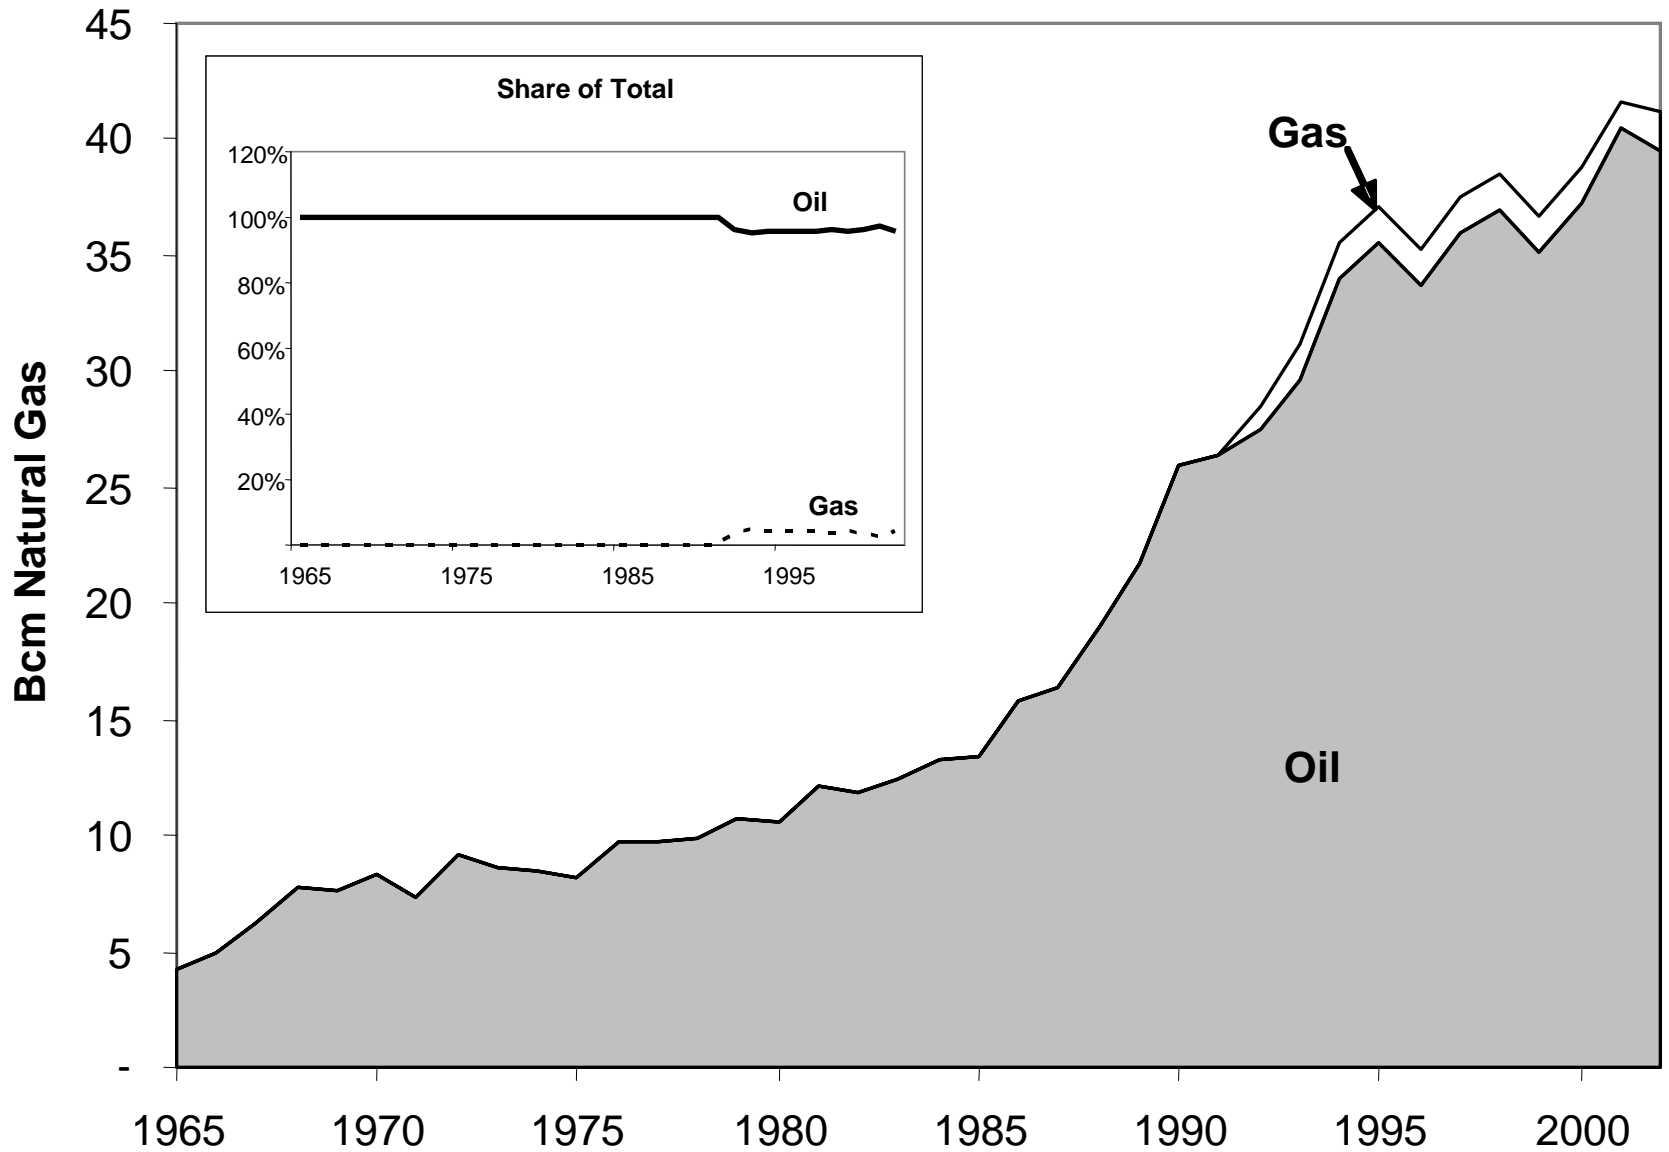 45
40
35
30
25
20
15
10
5
-
Bcm Natural Gas
1965 1970 1975 1980 1985 1990 1995 2000
Gas
Oil
Share of Total
120%
100%
80%
60%
40%
20%
Oil
Gas
1965 1975 1985 1995